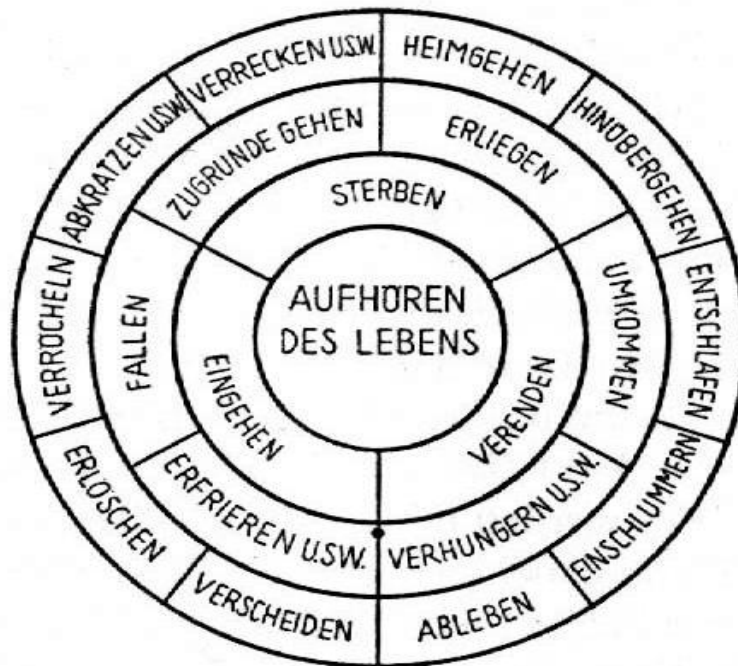 VERRECKEN U.S.W.
HEIMGEHEN
HINÜBERGEHEN
ENTSCHLAFEN
EINSCHLUMMERN
ABLEBEN
VERSCHEIDEN
ERLÖSCHEN
VERRÖCHELN
ABKRATZEN U.S.W.
ZUGRUNDE GEHEN
ERLIEGEN
UMKOMMEN
VERHUNGERN U.S.W.
ERFRIEREN U.S.W.
FALLEN
STERBEN
VERENDEN
EINGEHEN
AUFHÖREN
DES LEBENS